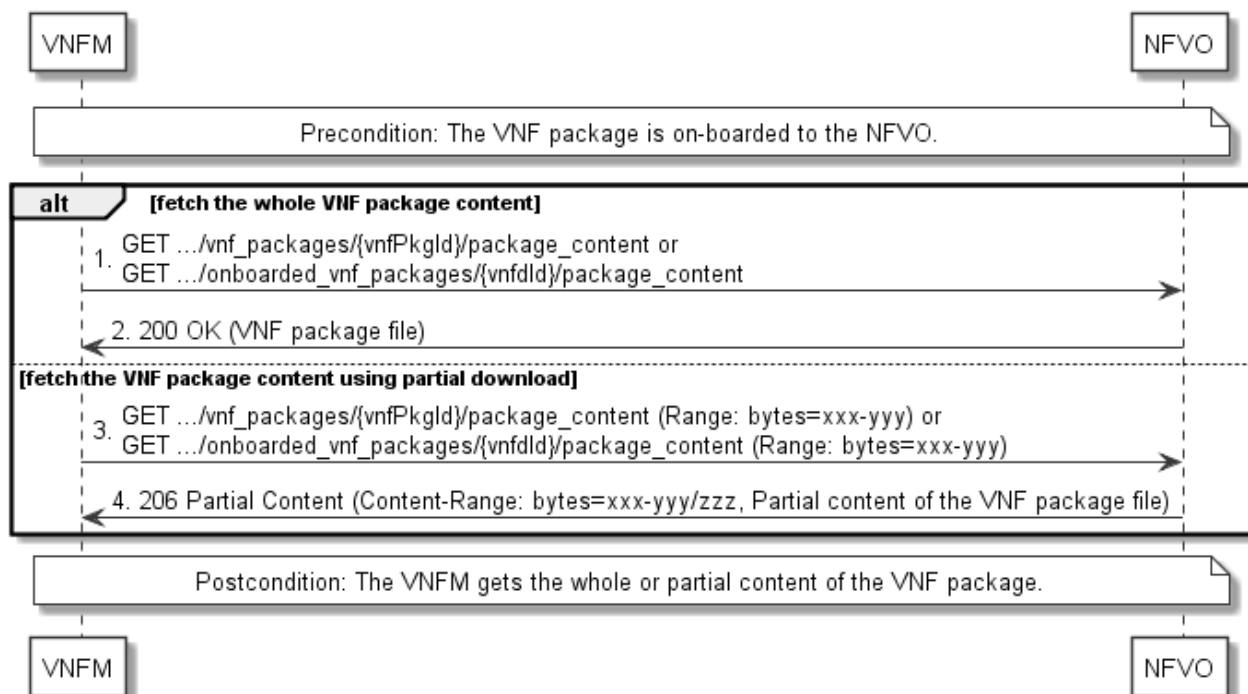 VNFM
NFVO
Precondition: The VNF package is on-boarded to the NFVO.
alt
[fetch the whole VNF package content]
1. GET .../vnf_packages/{vnfPkgId}/package_content or
GET .../onboarded_vnf_packages/{vnfdId}/package_content
2. 200 OK (VNF package file)
[fetch the VNF package content using partial download]
3. GET .../vnf_packages/{vnfPkgId}/package_content (Range: bytes=xxx-yyy) or
GET .../onboarded_vnf_packages/{vnfdId}/package_content (Range: bytes=xxx-yyy)
4. 206 Partial Content (Content-Range: bytes=xxx-yyy/zzz, Partial content of the VNF package file)
Postcondition: The VNFM gets the whole or partial content of the VNF package.
VNFM
NFVO